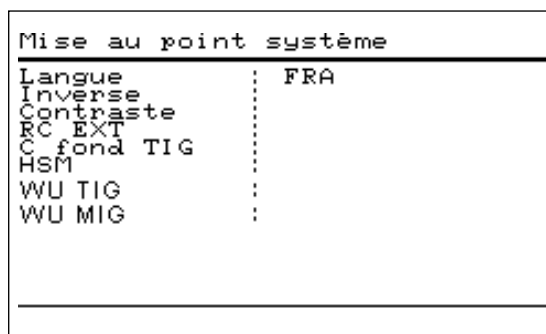 Mise au point système
Langue : FRA
Inverse :
Contraste :
RC EXT :
C fond TIG :
HSM :
WU TIG :
WU MIG :